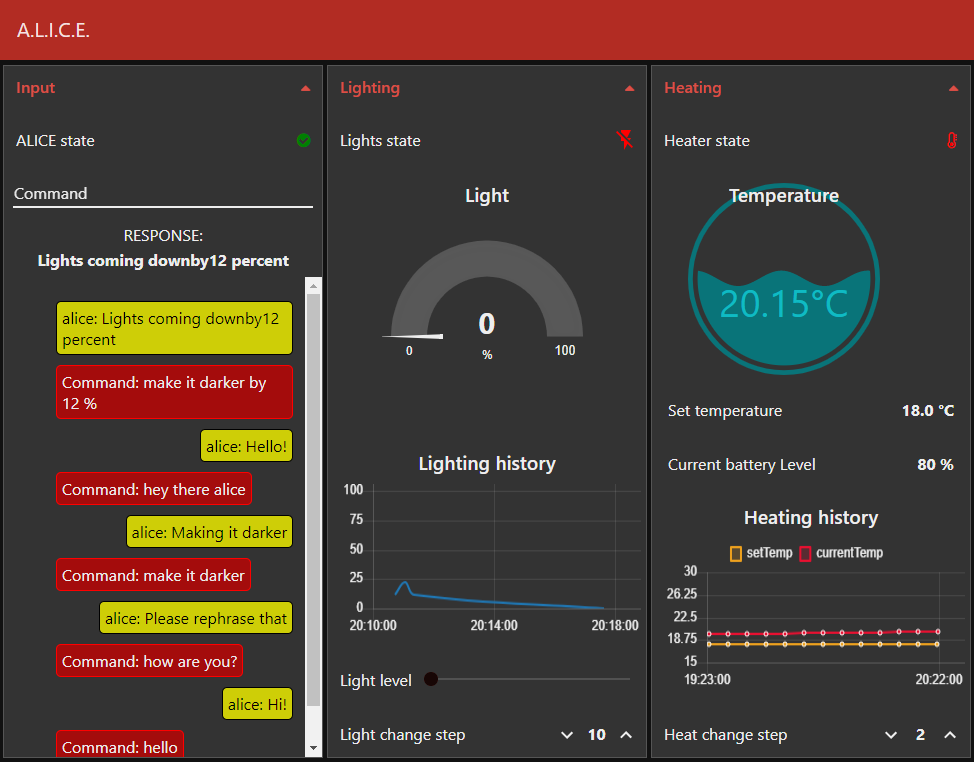 A.L.I.C.E.
Input
ALICE state
Command
RESPONSE:
Lights coming downby12 percent
alice: Lights coming downby12
percent
Command: make it darker by
12 %
alice: Hello!
Command: hey there alice
alice: Making it darker
Command: make it darker
alice: Please rephrase that
Command: how are you?
alice: Hi!
Command: hello
Lighting
Lights state
Light
0
0
%
100
Lighting history
100
75
50
25
0
20:10:00
20:14:00
20:18:00
Light level
Light change step
10
Heating
Heater state
Temperature
20.15°C
Set temperature
18.0 °C
Current battery Level
80 %
Heating history
setTemp
currentTemp
30
26.25
22.5
18.75
15
19:23:00
20:22:00
Heat change step
2